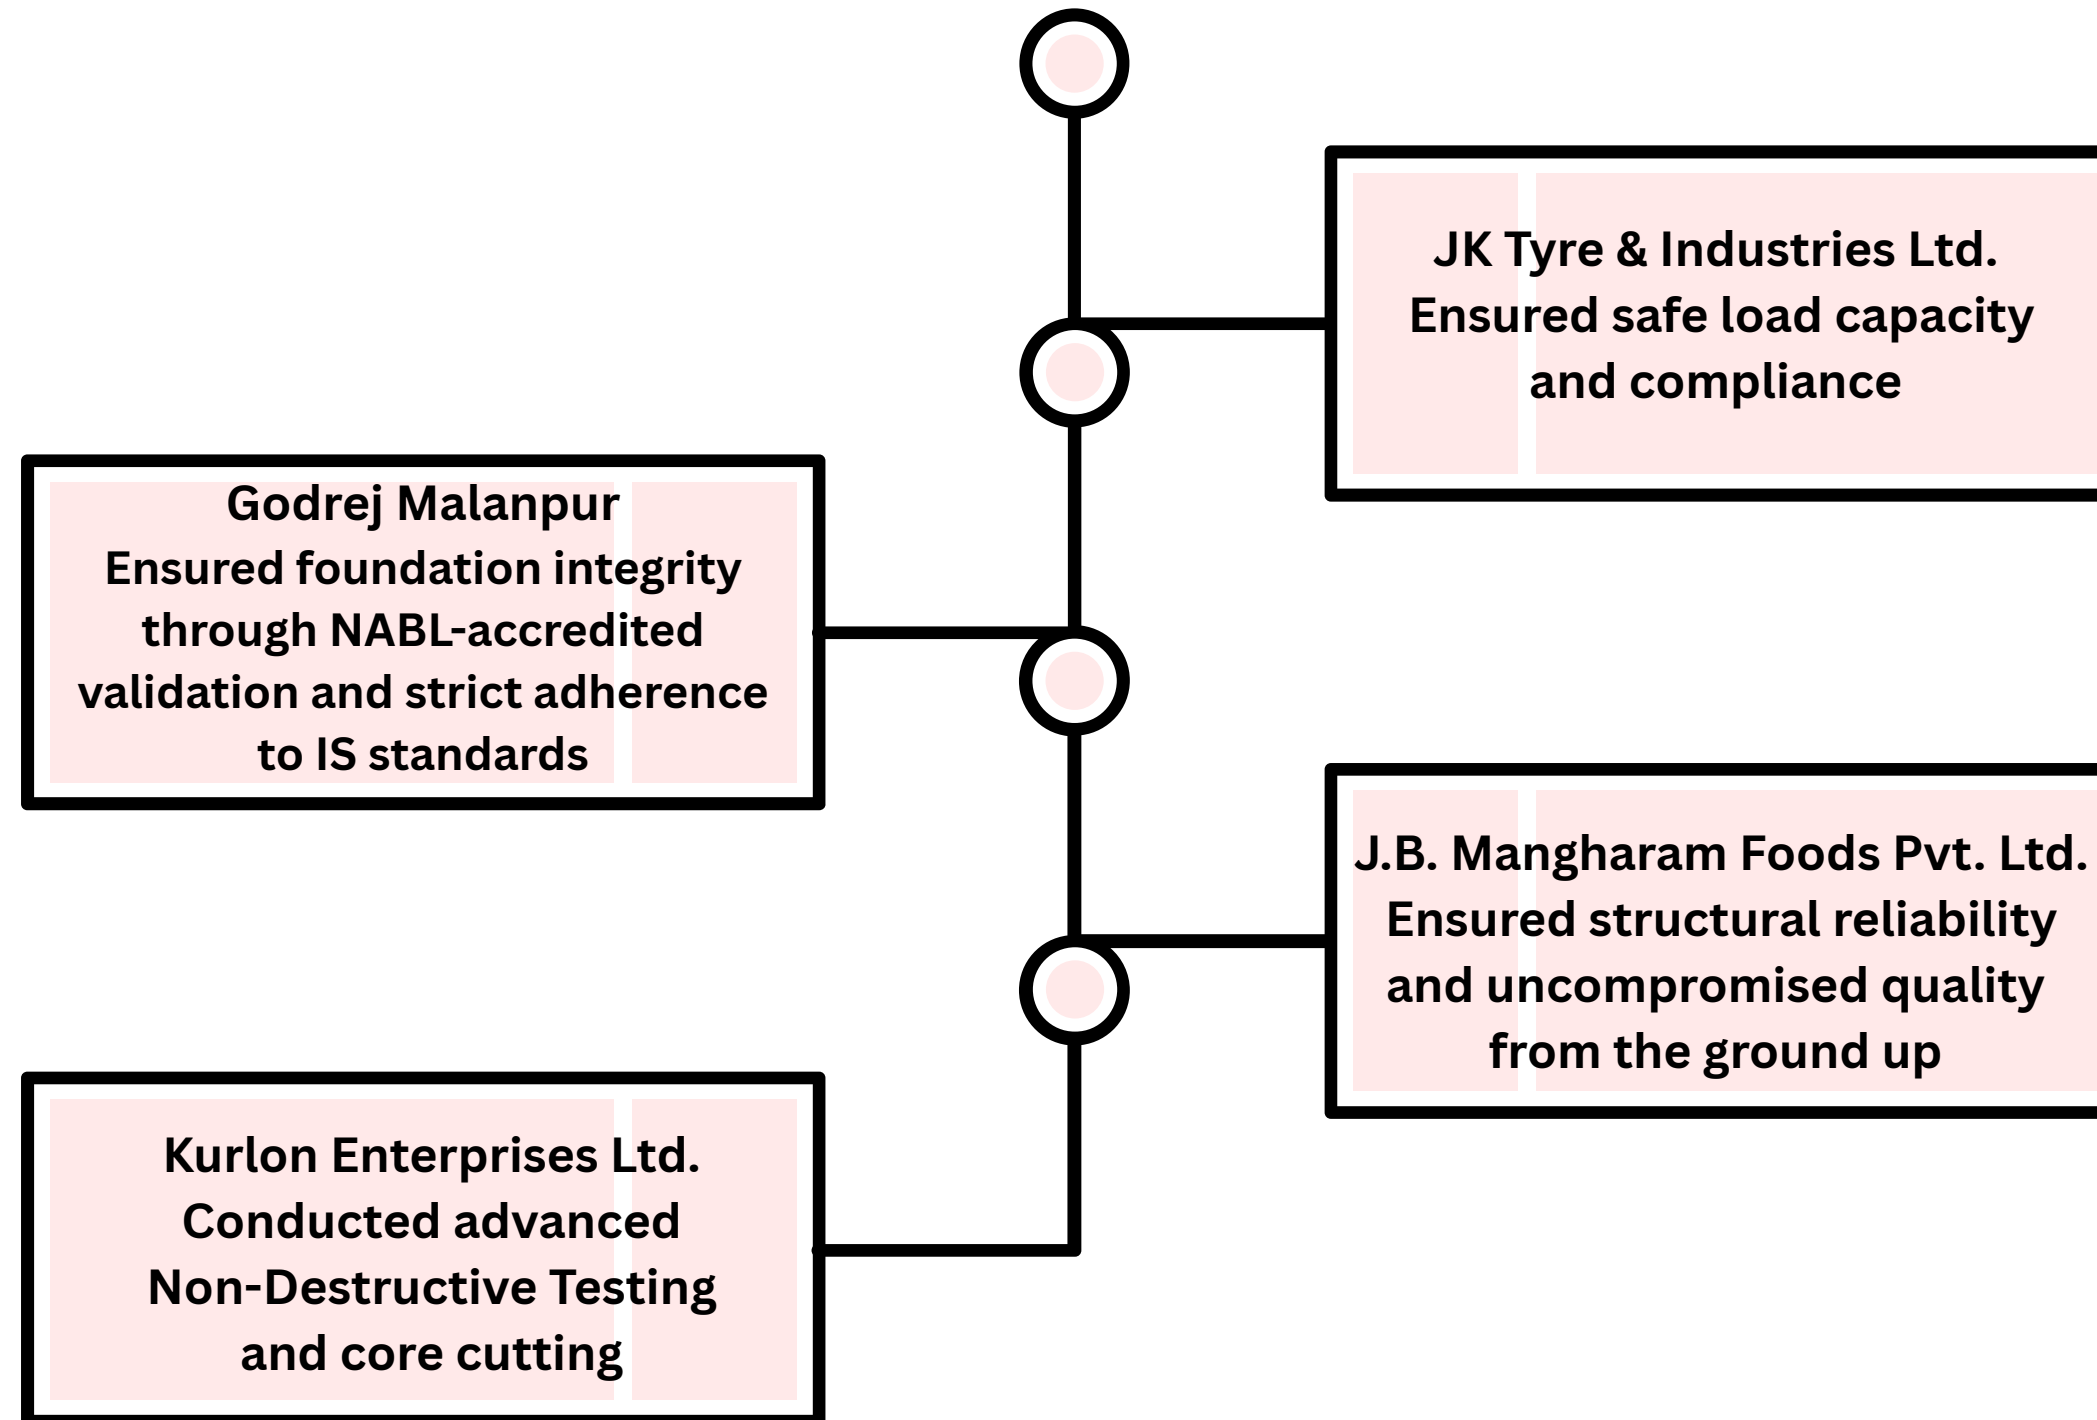 JK Tyre & Industries Ltd.
Ensured safe load capacity
and compliance
Godrej Malanpur
Ensured foundation integrity
through NABL-accredited
validation and strict adherence
to IS standards
J.B. Mangharam Foods Pvt. Ltd.
Ensured structural reliability
and uncompromised quality
from the ground up
Kurlon Enterprises Ltd.
Conducted advanced
Non-Destructive Testing
and core cutting